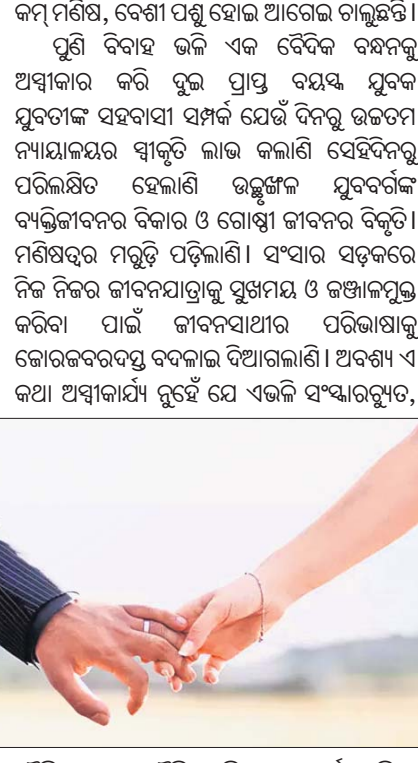 କମ୍ ମଣିଷ, ବେଶୀ ପଶୁ ହୋଇ ଆଗେଇ ଚାଲୁଛନ୍ତି।
ପୁଣି ବିବାହ ଭଳି ଏକ ବୈଦିକ ବନ୍ଧନକୁ
ଅସ୍ୱୀକାର କରି ଦୁଇ ପ୍ରାପ୍ତ ବୟସ୍କ ଯୁବକ
ଯୁବତୀଙ୍କ ସହବାସୀ ସମ୍ପର୍କ ଯେଉଁ ଦିନରୁ ଉଚ୍ଚତମ
ନ୍ୟାୟାଳୟର ସ୍ୱୀକୃତି ଲାଭ କଲାଣି ସେହିଦିନରୁ
ପରିଲକ୍ଷିତ ହେଲାଣି ଉଚ୍ଛୃଙ୍ଖଳ ଯୁବବର୍ଗଙ୍କ
ବ୍ୟକ୍ତିଜୀବନର ବିକାର ଓ ଗୋଷ୍ଠୀ ଜୀବନର ବିକୃତି।
ମଣିଷତ୍ୱର ମରୁଡ଼ି ପଡ଼ିଲାଣି। ସଂସାର ସଡ଼କରେ
ନିଜ ନିଜର ଜୀବନଯାତ୍ରାକୁ ସୁଖମୟ ଓ ଜଞ୍ଜାଳମୁକ୍ତ
କରିବା ପାଇଁ ଜୀବନସାଥୀର ପରିଭାଷାକୁ
ଜୋରଜବରଦସ୍ତ ବଦଳାଇ ଦିଆଗଲାଣି। ଅବଶ୍ୟ ଏ
କଥା ଅସ୍ୱୀକାର୍ଯ୍ୟ ନୁହେଁ ଯେ ଏଭଳି ସଂସ୍କାରଚ୍ୟୁତ,